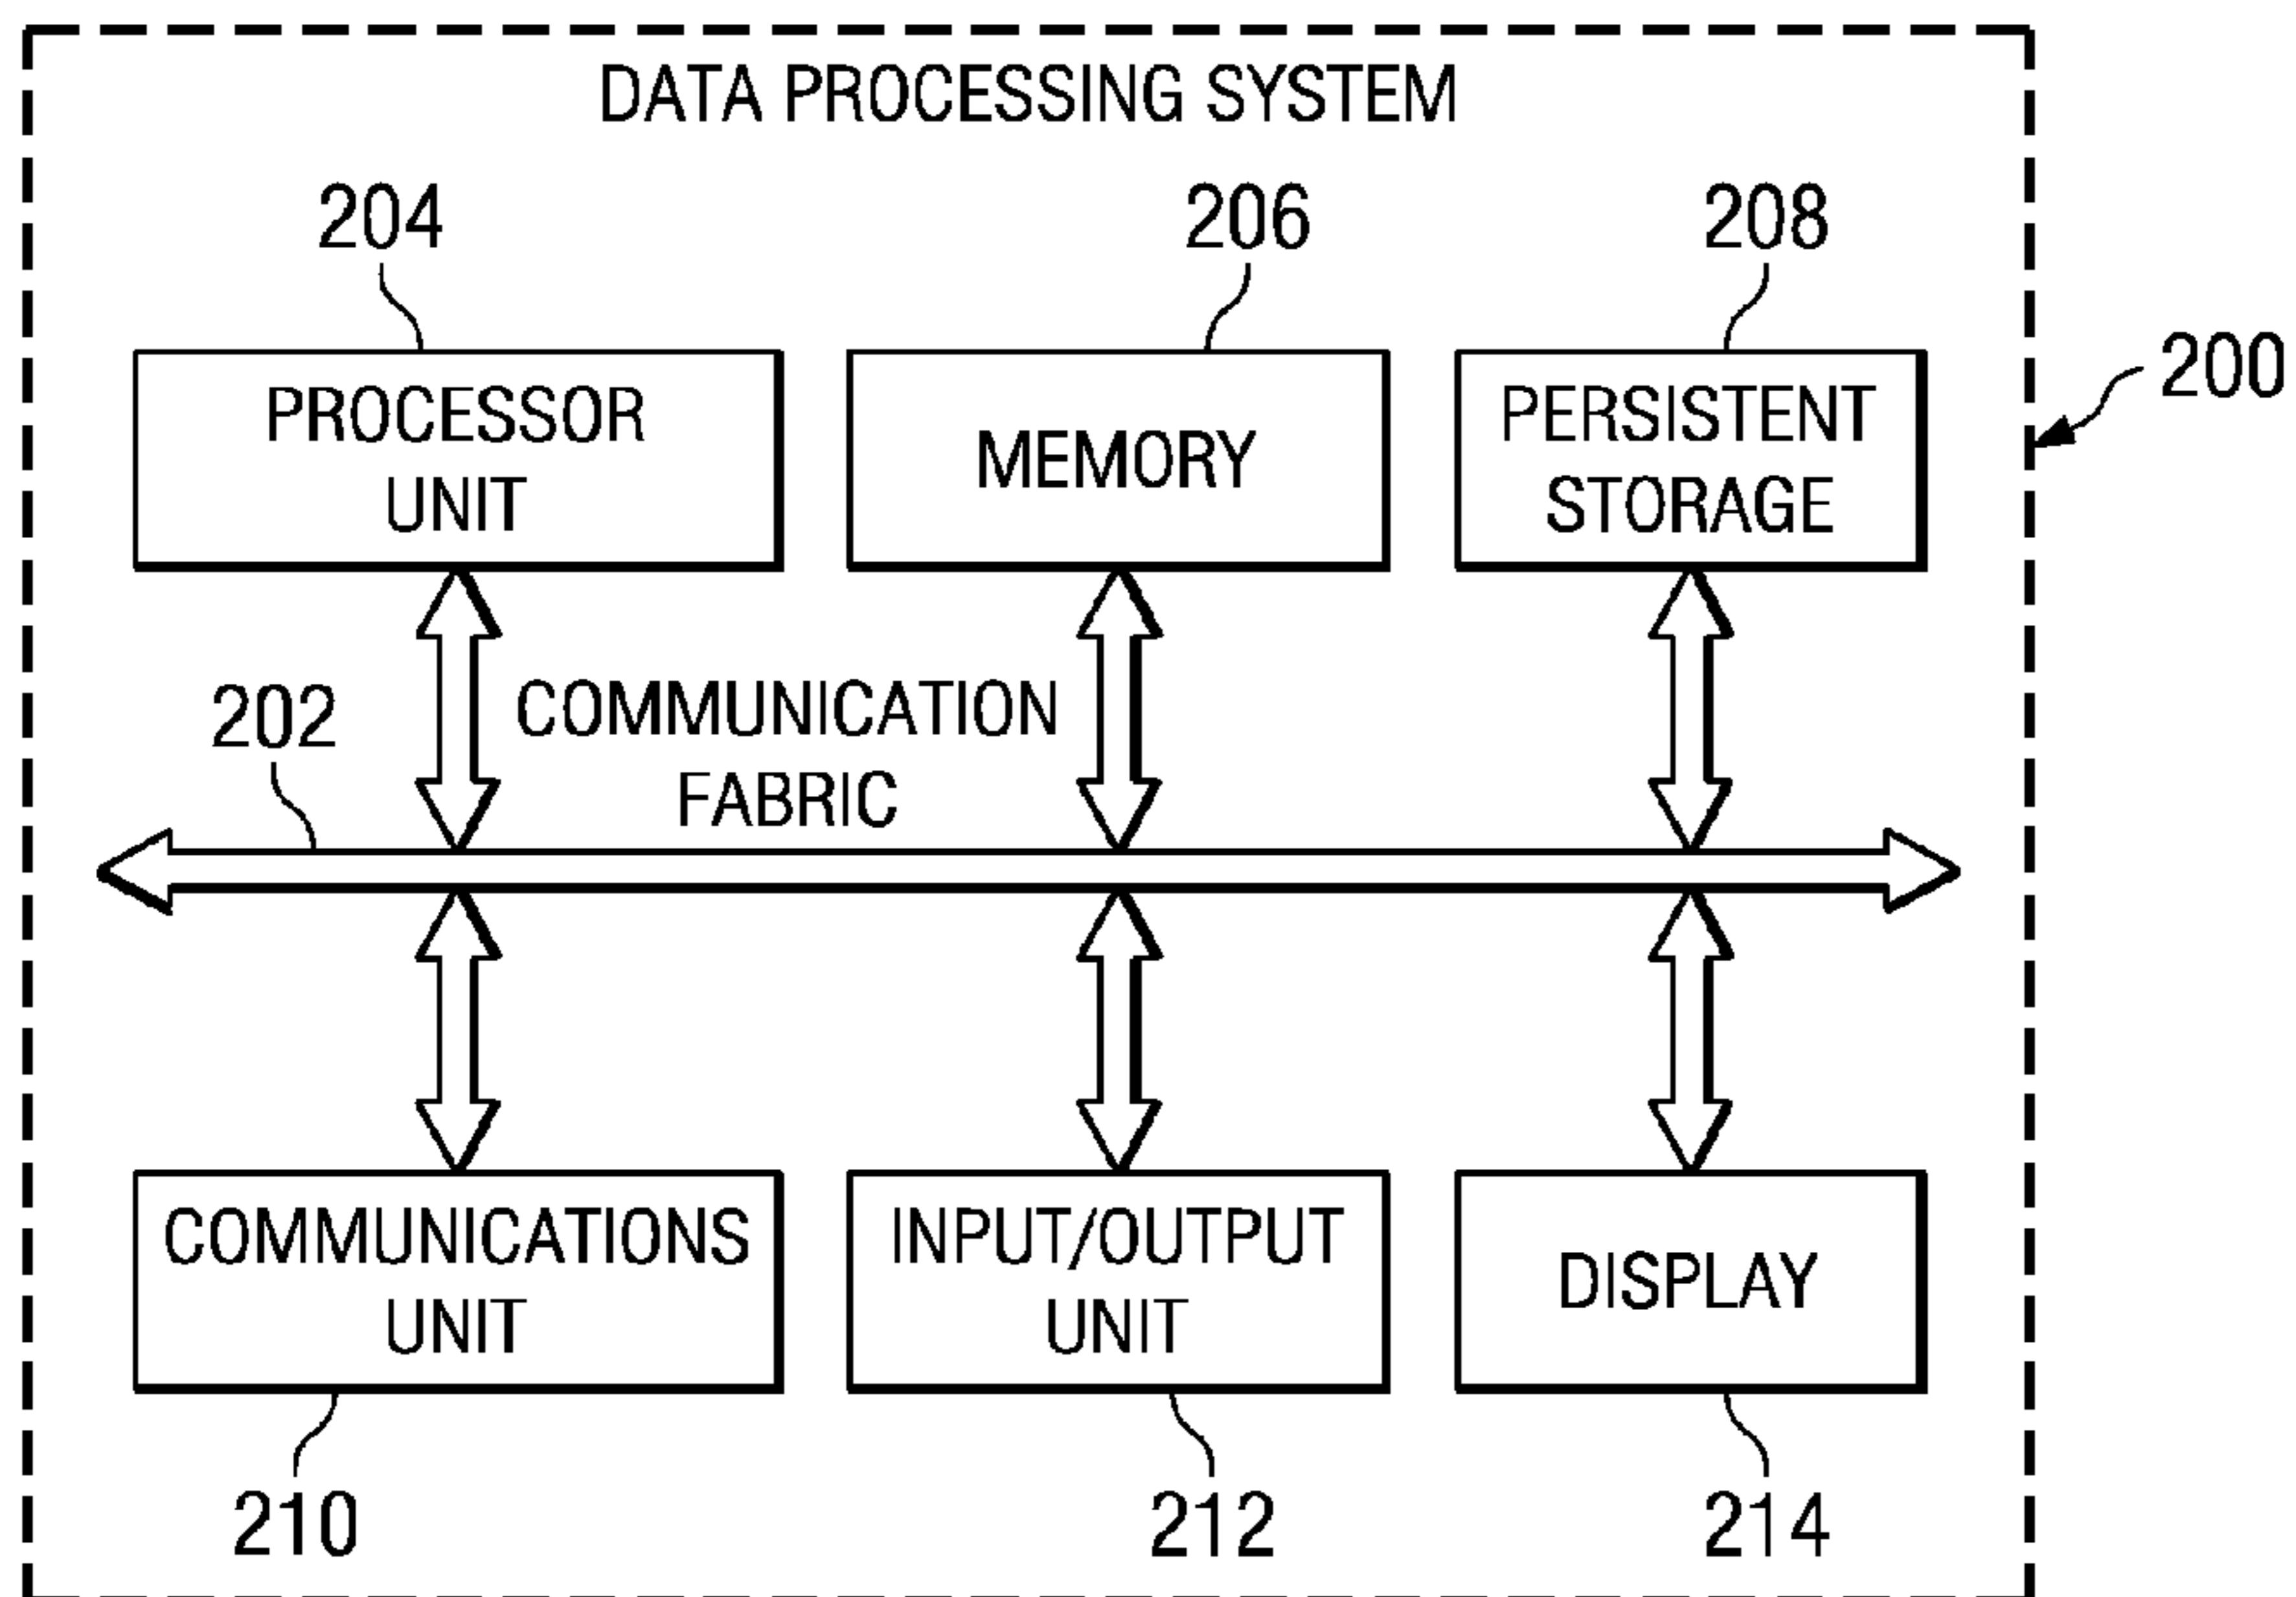 DATA PROCESSING SYSTEM
204
206
208
200
PROCESSOR
UNIT
MEMORY
PERSISTENT
STORAGE
202
COMMUNICATION
FABRIC
COMMUNICATIONS
UNIT
INPUT/OUTPUT
UNIT
DISPLAY
210
212
214